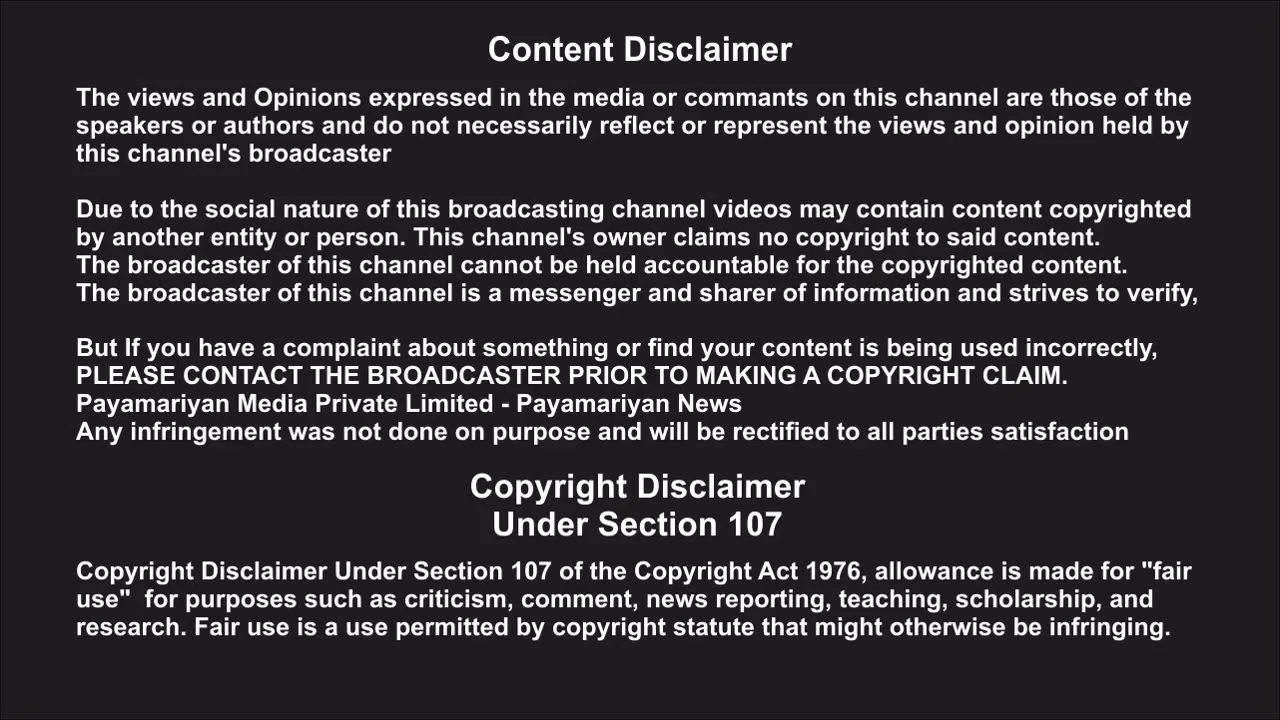 Content Disclaimer
The views and Opinions expressed in the media or commants on this channel are those of the
speakers or authors and do not necessarily reflect or represent the views and opinion held by
this channel's broadcaster
Due to the social nature of this broadcasting channel videos may contain content copyrighted
by another entity or person. This channel's owner claims no copyright to said content.
The broadcaster of this channel cannot be held accountable for the copyrighted content.
The broadcaster of this channel is a messenger and sharer of information and strives to verify,
But If you have a complaint about something or find your content is being used incorrectly,
PLEASE CONTACT THE BROADCASTER PRIOR TO MAKING A COPYRIGHT CLAIM.
Payamariyan Media Private Limited - Payamariyan News
Any infringement was not done on purpose and will be rectified to all parties satisfaction
Copyright Disclaimer
Under Section 107
Copyright Disclaimer Under Section 107 of the Copyright Act 1976, allowance is made for "fair
use"  for purposes such as criticism, comment, news reporting, teaching, scholarship, and
research. Fair use is a use permitted by copyright statute that might otherwise be infringing.